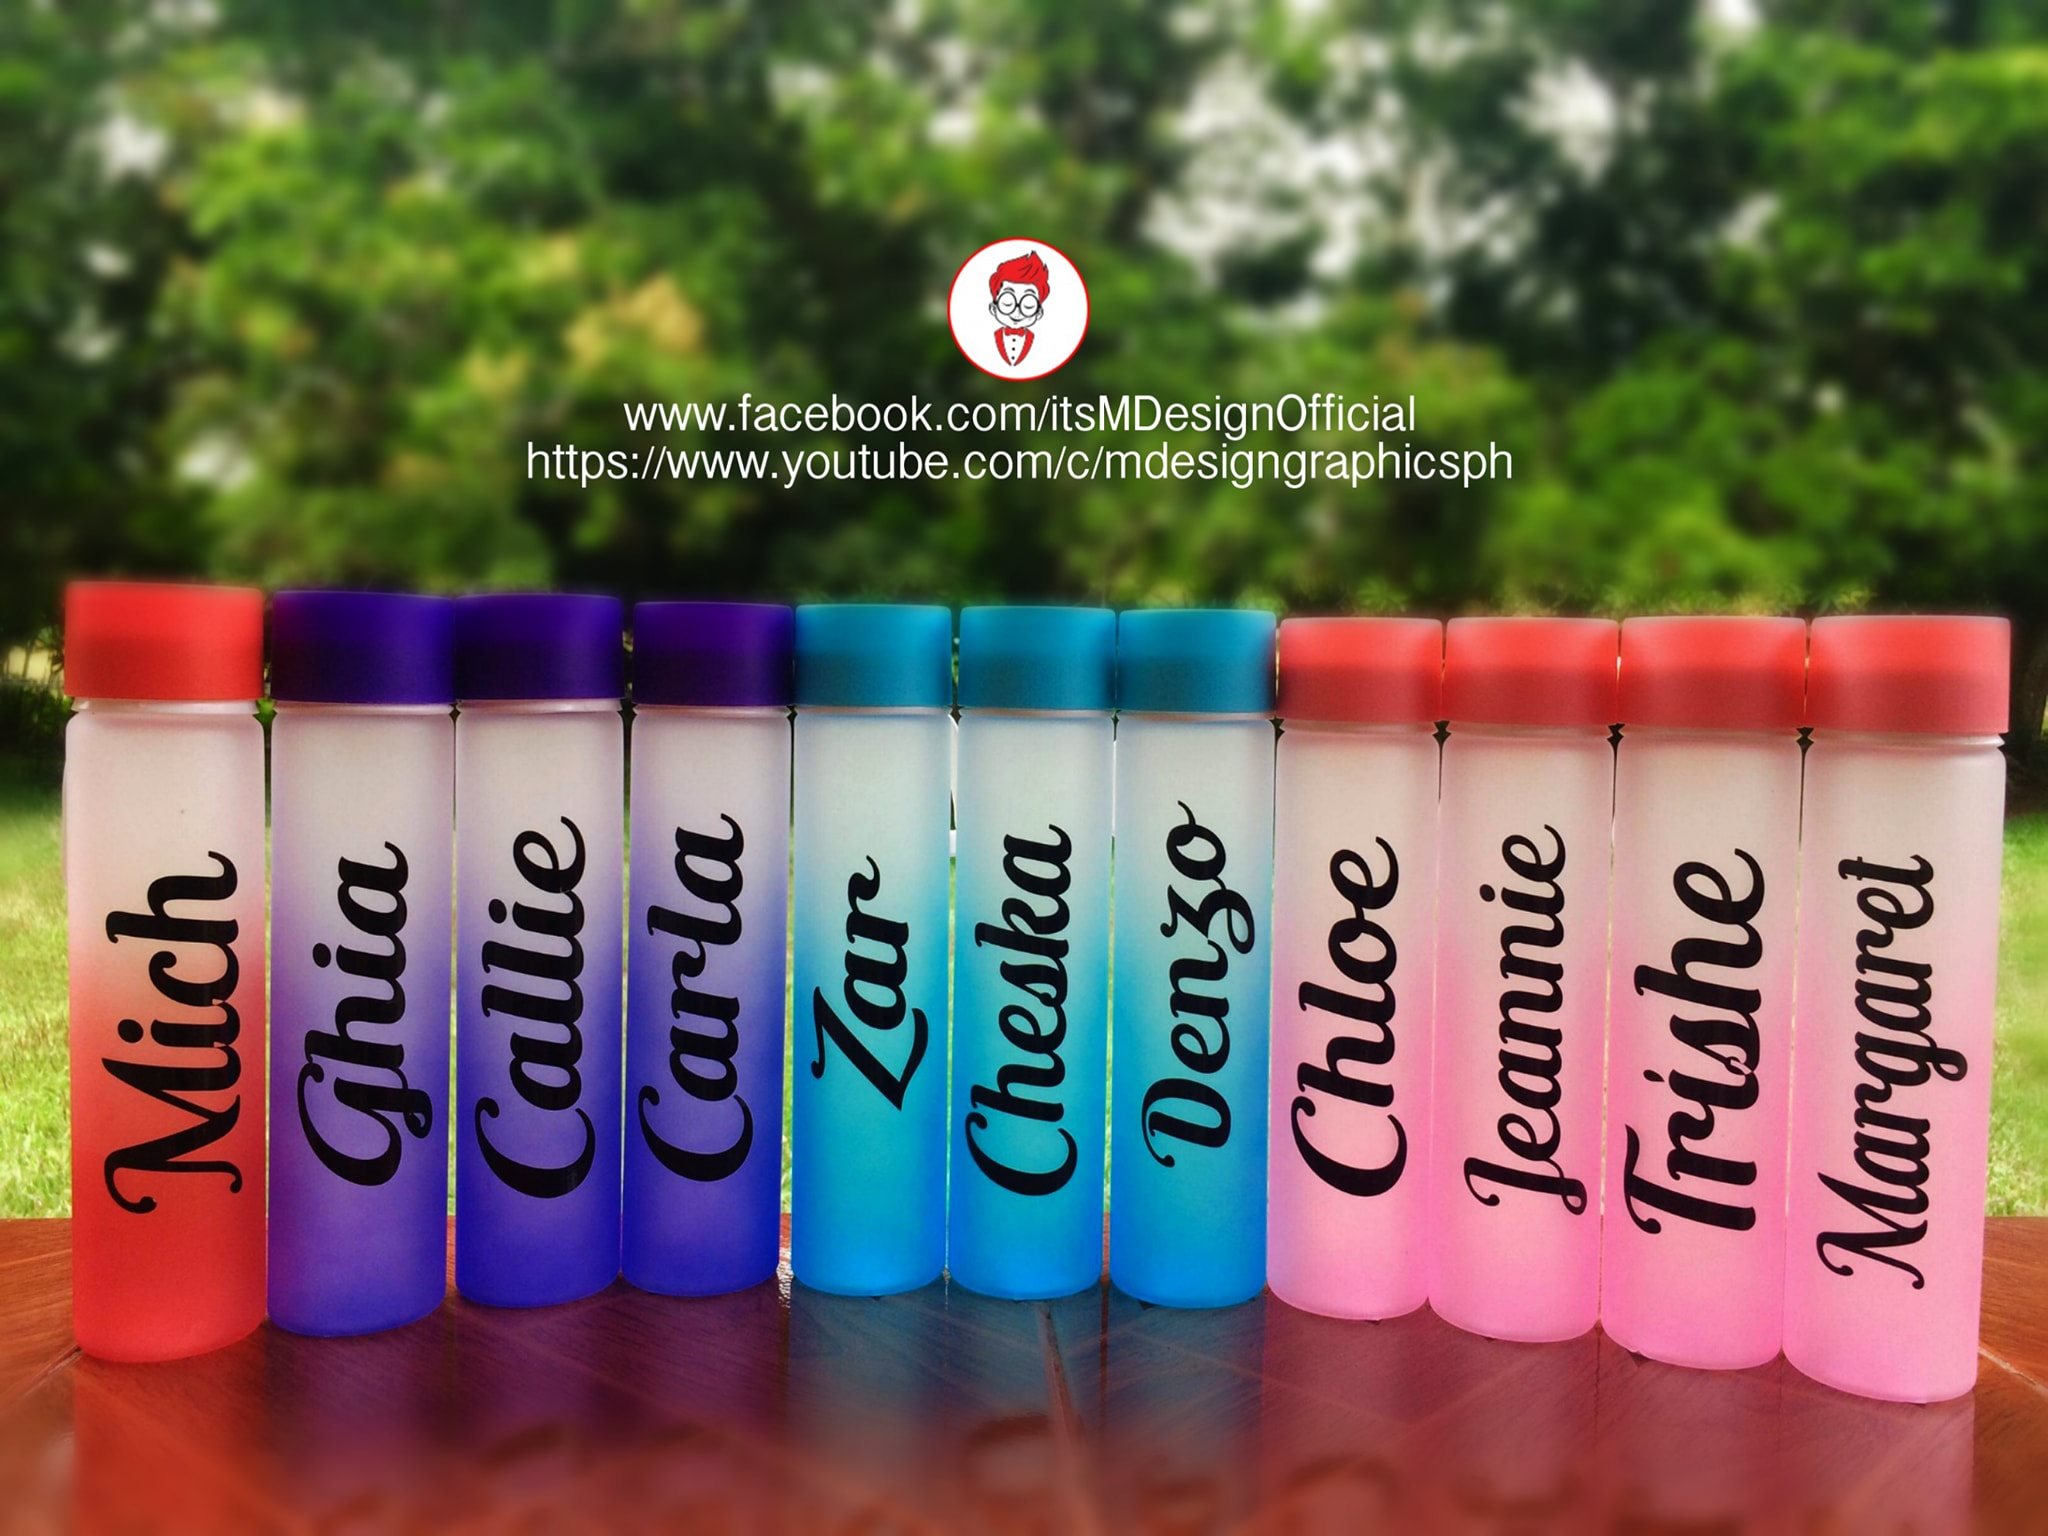 www.facebook.com/itsMDesignOfficial
https://www.youtube.com/c/mdesigngraphicsph
Mich
Ghia
Callie
Carla
Zar
Cheska
Denzo
Chloe
Jeannie
Trishe
Margaret